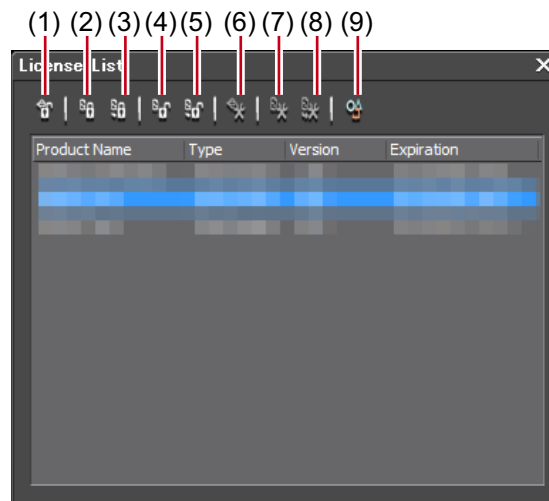 (1) (2) (3) (4) (5) (6) (7) (8) (9)
License List
Product Name Type Version Expiration